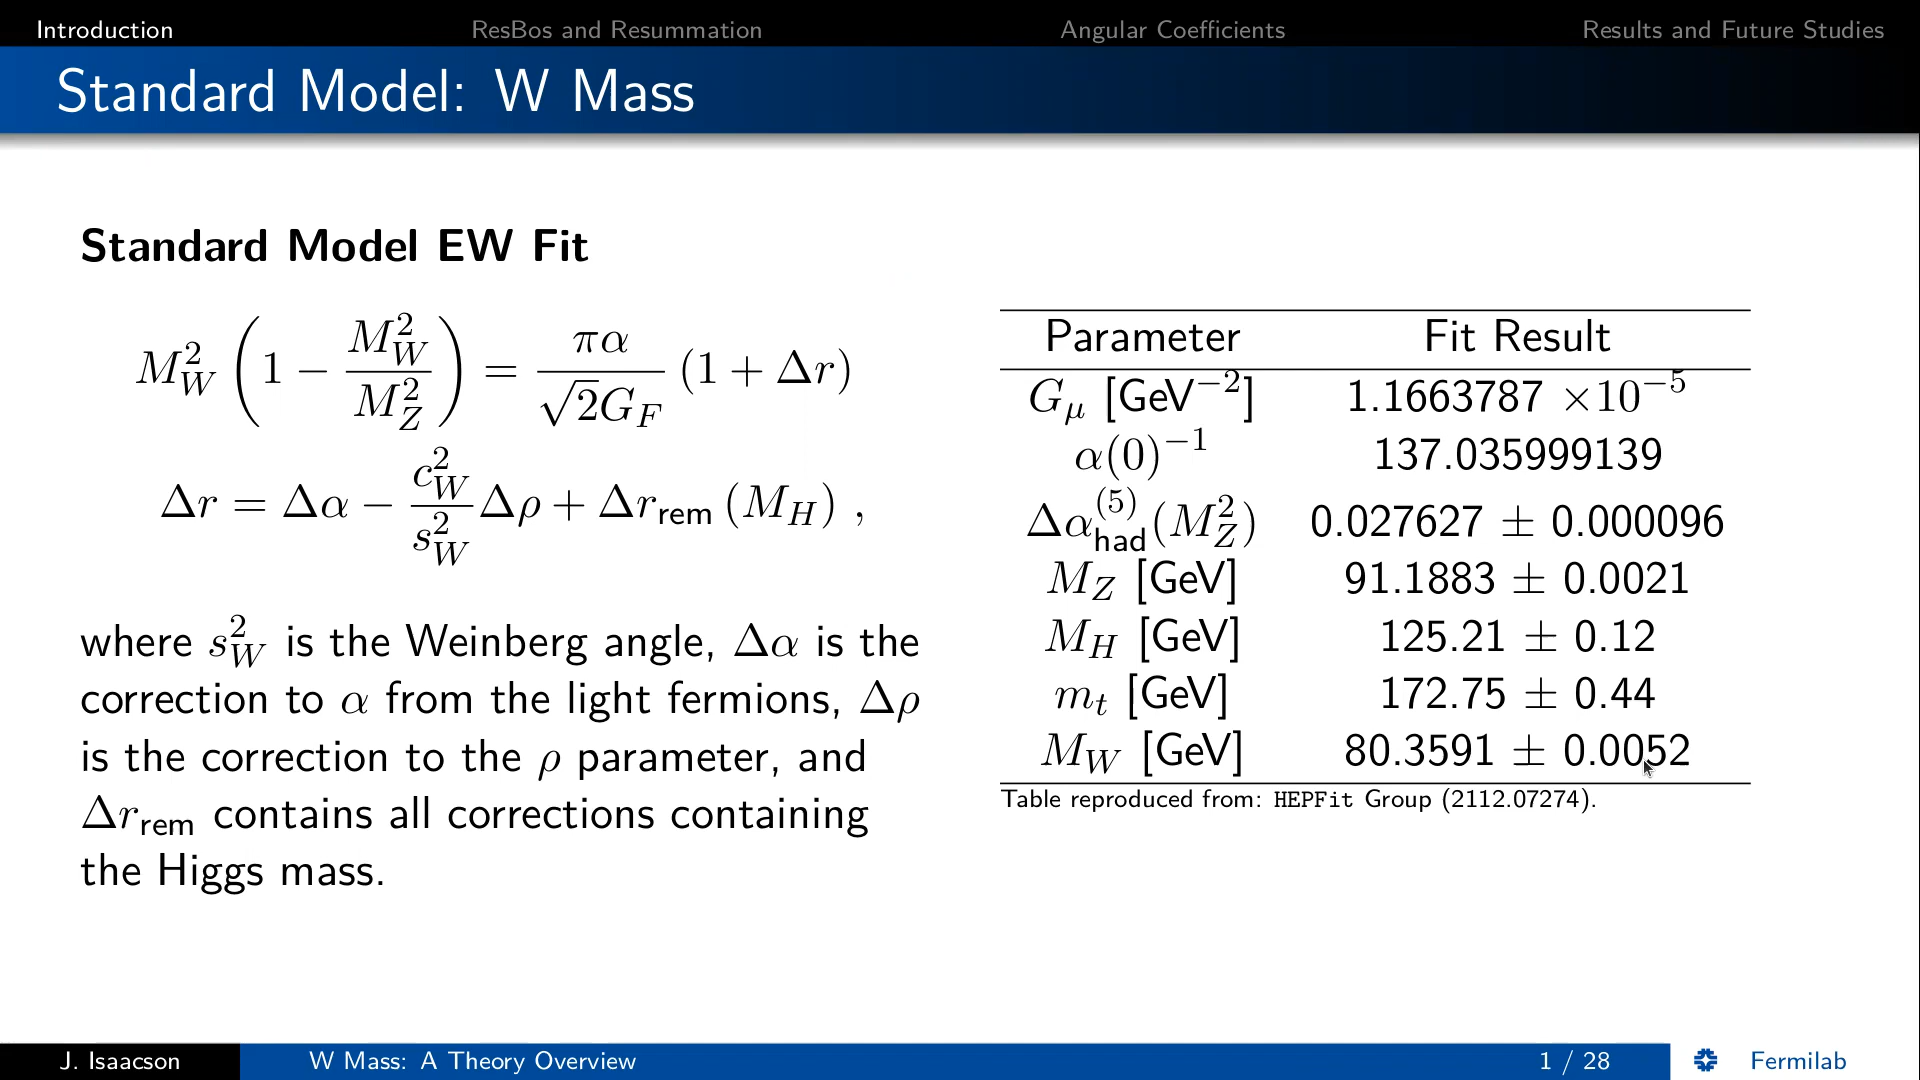 Introduction ResBos and Resummation Angular Coefficients Results and Future Studies
Standard Model: W Mass
Standard Model EW Fit
M_W^2 (1 − M_W^2 / M_Z^2) = πα / (√2 G_F) (1 + Δr)
Δr = Δα − c_W^2 / s_W^2 Δρ + Δr_rem (M_H) ,
where s_W^2 is the Weinberg angle, Δα is the
correction to α from the light fermions, Δρ
is the correction to the ρ parameter, and
Δr_rem contains all corrections containing
the Higgs mass.
Parameter Fit Result
G_μ [GeV^−2] 1.1663787 ×10^−5
α(0)^−1 137.035999139
Δα_had^(5)(M_Z^2) 0.027627 ± 0.000096
M_Z [GeV] 91.1883 ± 0.0021
M_H [GeV] 125.21 ± 0.12
m_t [GeV] 172.75 ± 0.44
M_W [GeV] 80.3591 ± 0.0052
Table reproduced from: HEPFit Group (2112.07274).
J. Isaacson W Mass: A Theory Overview 1 / 28 Fermilab